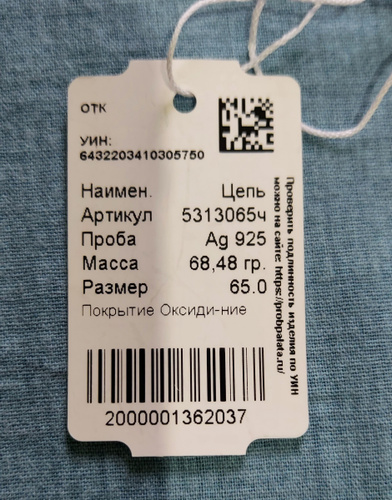 ОТК
УИН:
6432203410305750
Наимен. Цепь
Артикул 5313065ч
Проба Ag 925
Масса 68,48 гр.
Размер 65.0
Покрытие Оксиди-ние
2000001362037
Проверить подлинность изделия по УИН
можно на сайте: https://probpalata.ru/